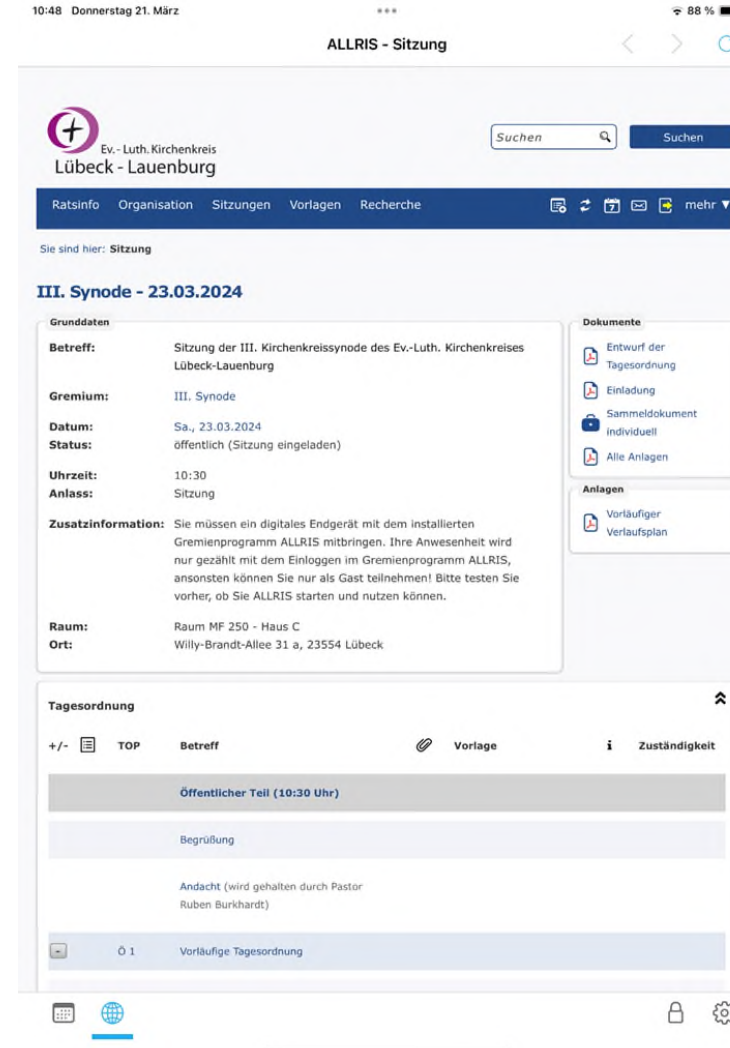 10:48 Donnerstag 21. März
88 %
ALLRIS - Sitzung
Ev.- Luth. Kirchenkreis
Lübeck - Lauenburg
Suchen
Suchen
Ratsinfo Organisation Sitzungen Vorlagen Recherche
7
mehr ▼
Sie sind hier: Sitzung
III. Synode - 23.03.2024
Grunddaten
Betreff: Sitzung der III. Kirchenkreissynode des Ev.-Luth. Kirchenkreises
Lübeck-Lauenburg
Gremium: III. Synode
Datum: Sa., 23.03.2024
Status: öffentlich (Sitzung eingeladen)
Uhrzeit: 10:30
Anlass: Sitzung
Zusatzinformation: Sie müssen ein digitales Endgerät mit dem installierten
Gremienprogramm ALLRIS mitbringen. Ihre Anwesenheit wird
nur gezählt mit dem Einloggen im Gremienprogramm ALLRIS,
ansonsten können Sie nur als Gast teilnehmen! Bitte testen Sie
vorher, ob Sie ALLRIS starten und nutzen können.
Raum: Raum MF 250 - Haus C
Ort: Willy-Brandt-Allee 31 a, 23554 Lübeck
Dokumente
Entwurf der
Tagesordnung
Einladung
Sammeldokument
individuell
Alle Anlagen
Anlagen
Vorläufiger
Verlaufsplan
Tagesordnung
+/- TOP Betreff Vorlage i Zuständigkeit
Öffentlicher Teil (10:30 Uhr)
Begrüßung
Andacht (wird gehalten durch Pastor
Ruben Burkhardt)
- Ö 1 Vorläufige Tagesordnung